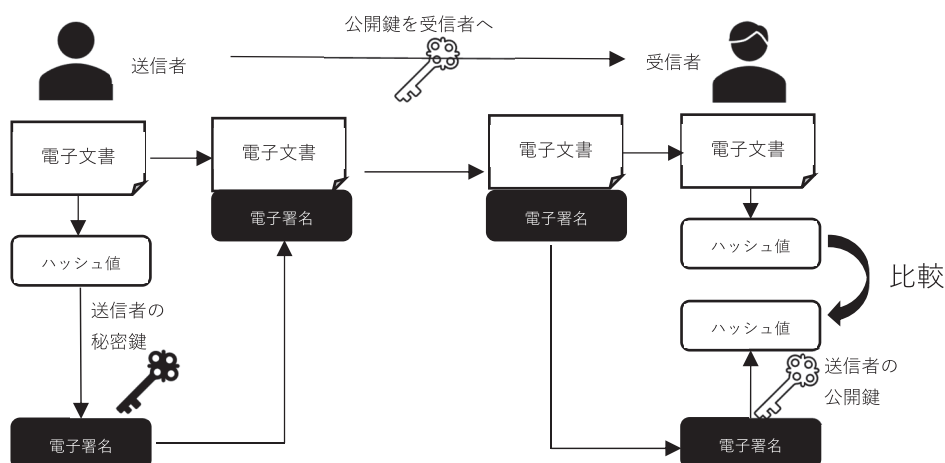 公開鍵を受信者へ
送信者
受信者
電子文書
電子文書
電子文書
電子文書
電子署名
電子署名
ハッシュ値
ハッシュ値
比較
送信者の
秘密鍵
ハッシュ値
送信者の
公開鍵
電子署名
電子署名